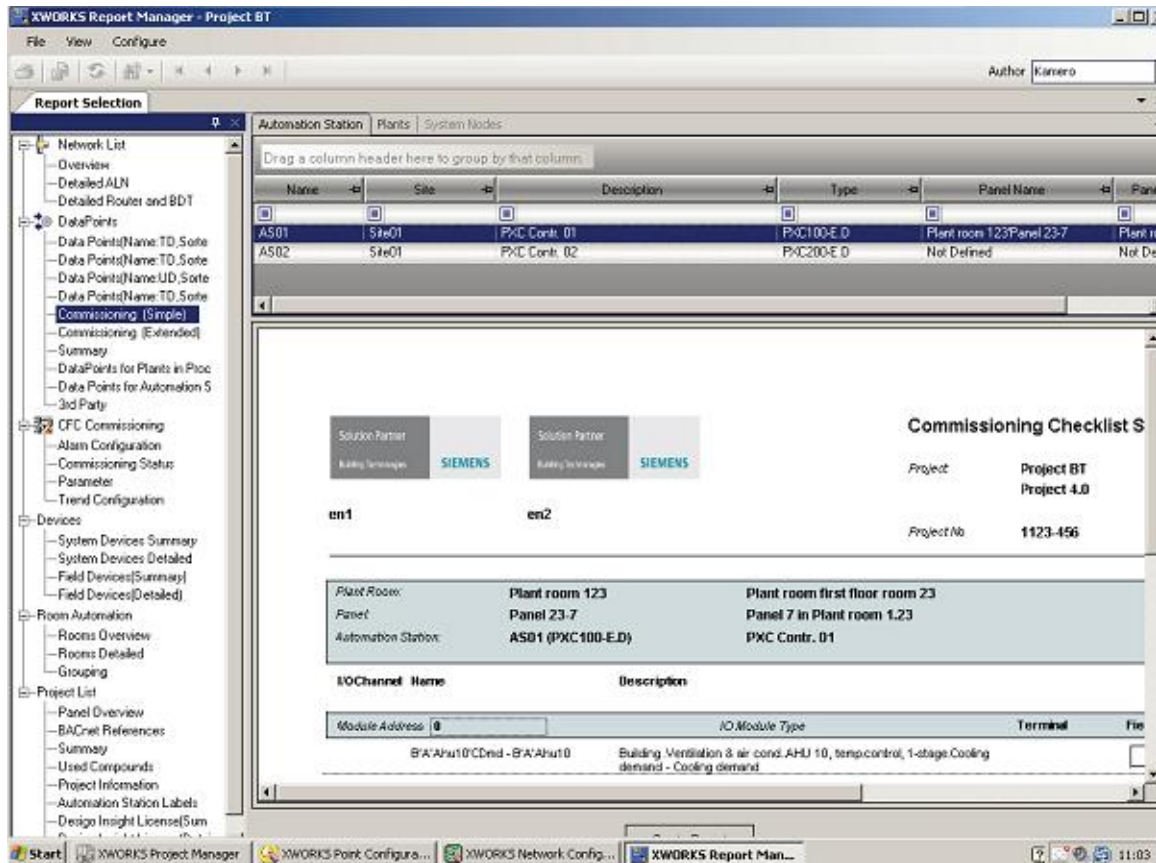 XWORKS Report Manager - Project BT
File View Configure
Author Kamero
Report Selection
Network List
Overview
Detailed ALN
Detailed Router and BDT
DataPoints
Data Points(Name:TD,Sorte
Data Points(Name:TD,Sorte
Data Points(Name:UD,Sorte
Data Points(Name:TD,Sorte
Commissioning (Simple)
Commissioning (Extended)
Summary
DataPoints for Plants in Proc
Data Points for Automation S
3rd Party
CFC Commissioning
Alarm Configuration
Commissioning Status
Parameter
Trend Configuration
Devices
System Devices Summary
System Devices Detailed
Field Devices(Summary)
Field Devices(Detailed)
Room Automation
Rooms Overview
Rooms Detailed
Grouping
Project List
Panel Overview
BACnet References
Summary
Used Compounds
Project Information
Automation Station Labels
Desigo Insight License(Sum
Automation Station Plants System Nodes
Drag a column header here to group by that column.
Name Site Description Type Panel Name Pane
AS01 Site01 PXC Contr. 01 PXC100-E.D Plant room 123'Panel 23-7 Plant r
AS02 Site01 PXC Contr. 02 PXC200-E.D Not Defined Not De
Solution Partner
Building Technologies SIEMENS
Solution Partner
Building Technologies SIEMENS
en1 en2
Commissioning Checklist S
Project Project BT
Project 4.0
Project No 1123-456
Plant Room: Plant room 123 Plant room first floor room 23
Panel: Panel 23-7 Panel 7 in Plant room 1.23
Automation Station: AS01 (PXC100-E.D) PXC Contr. 01
I/OChannel Name Description
Module Address 0 IO Module Type Terminal Fie
B'A'Ahu10'CDmd - B'A'Ahu10 Building.Ventilation & air cond.AHU 10, temp.control, 1-stage.Cooling
demand - Cooling demand
Start XWORKS Project Manager XWORKS Point Configura... XWORKS Network Config... XWORKS Report Man... 11:03